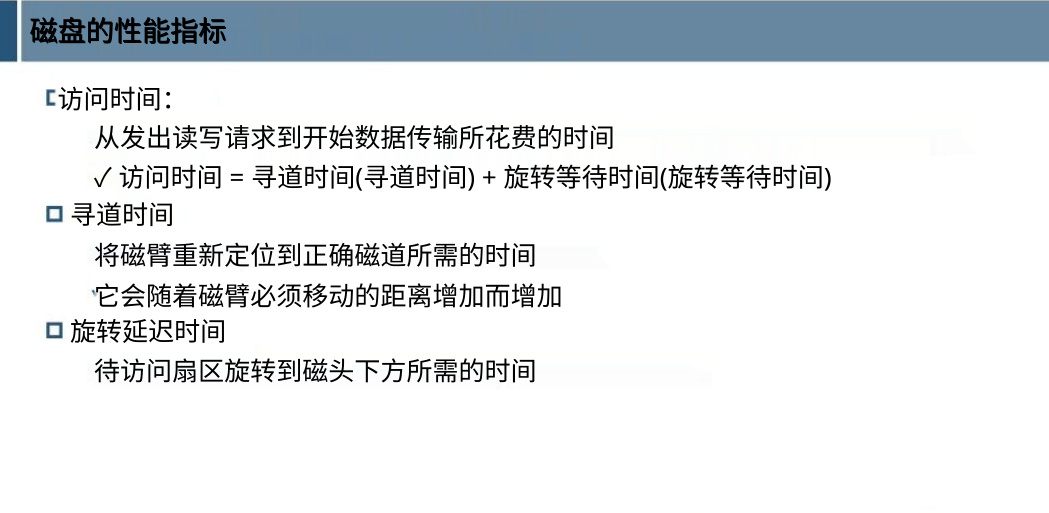 磁盘的性能指标
访问时间：
从发出读写请求到开始数据传输所花费的时间
✓ 访问时间 = 寻道时间(寻道时间) + 旋转等待时间(旋转等待时间)
寻道时间
将磁臂重新定位到正确磁道所需的时间
它会随着磁臂必须移动的距离增加而增加
旋转延迟时间
待访问扇区旋转到磁头下方所需的时间